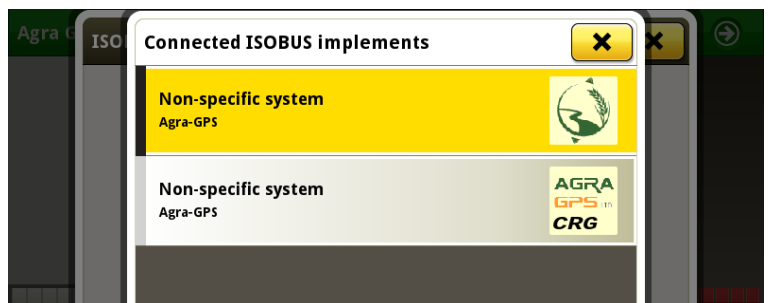 Agra G
ISO
Connected ISOBUS implements
Non-specific system
Agra-GPS
Non-specific system
Agra-GPS
AGRA
GPS
CRG